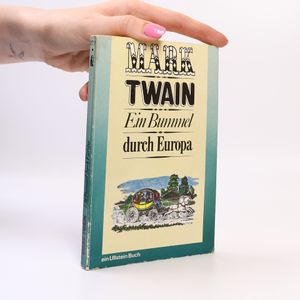 MARK
TWAIN
Ein Bummel
durch Europa
ein Ullstein Buch